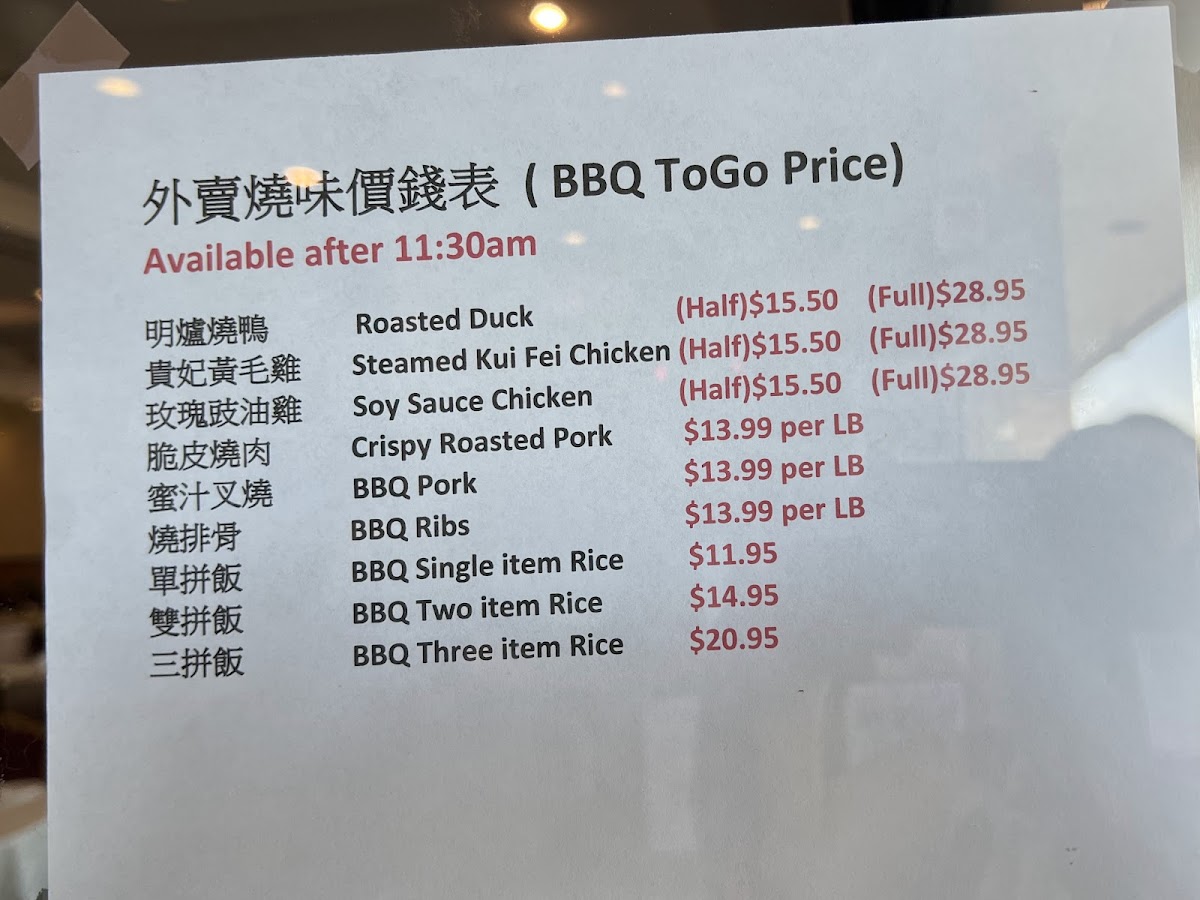 外賣燒味價錢表 ( BBQ ToGo Price)
Available after 11:30am
明爐燒鴨 Roasted Duck (Half)$15.50 (Full)$28.95
貴妃黃毛雞 Steamed Kui Fei Chicken (Half)$15.50 (Full)$28.95
玫瑰豉油雞 Soy Sauce Chicken (Half)$15.50 (Full)$28.95
脆皮燒肉 Crispy Roasted Pork $13.99 per LB
蜜汁叉燒 BBQ Pork $13.99 per LB
燒排骨 BBQ Ribs $13.99 per LB
單拼飯 BBQ Single item Rice $11.95
雙拼飯 BBQ Two item Rice $14.95
三拼飯 BBQ Three item Rice $20.95